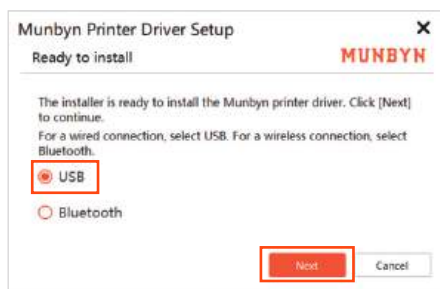 Munbyn Printer Driver Setup
Ready to install
MUNBYN
The installer is ready to install the Munbyn printer driver. Click [Next]
to continue.
For a wired connection, select USB. For a wireless connection, select
Bluetooth.
USB
Bluetooth
Next
Cancel